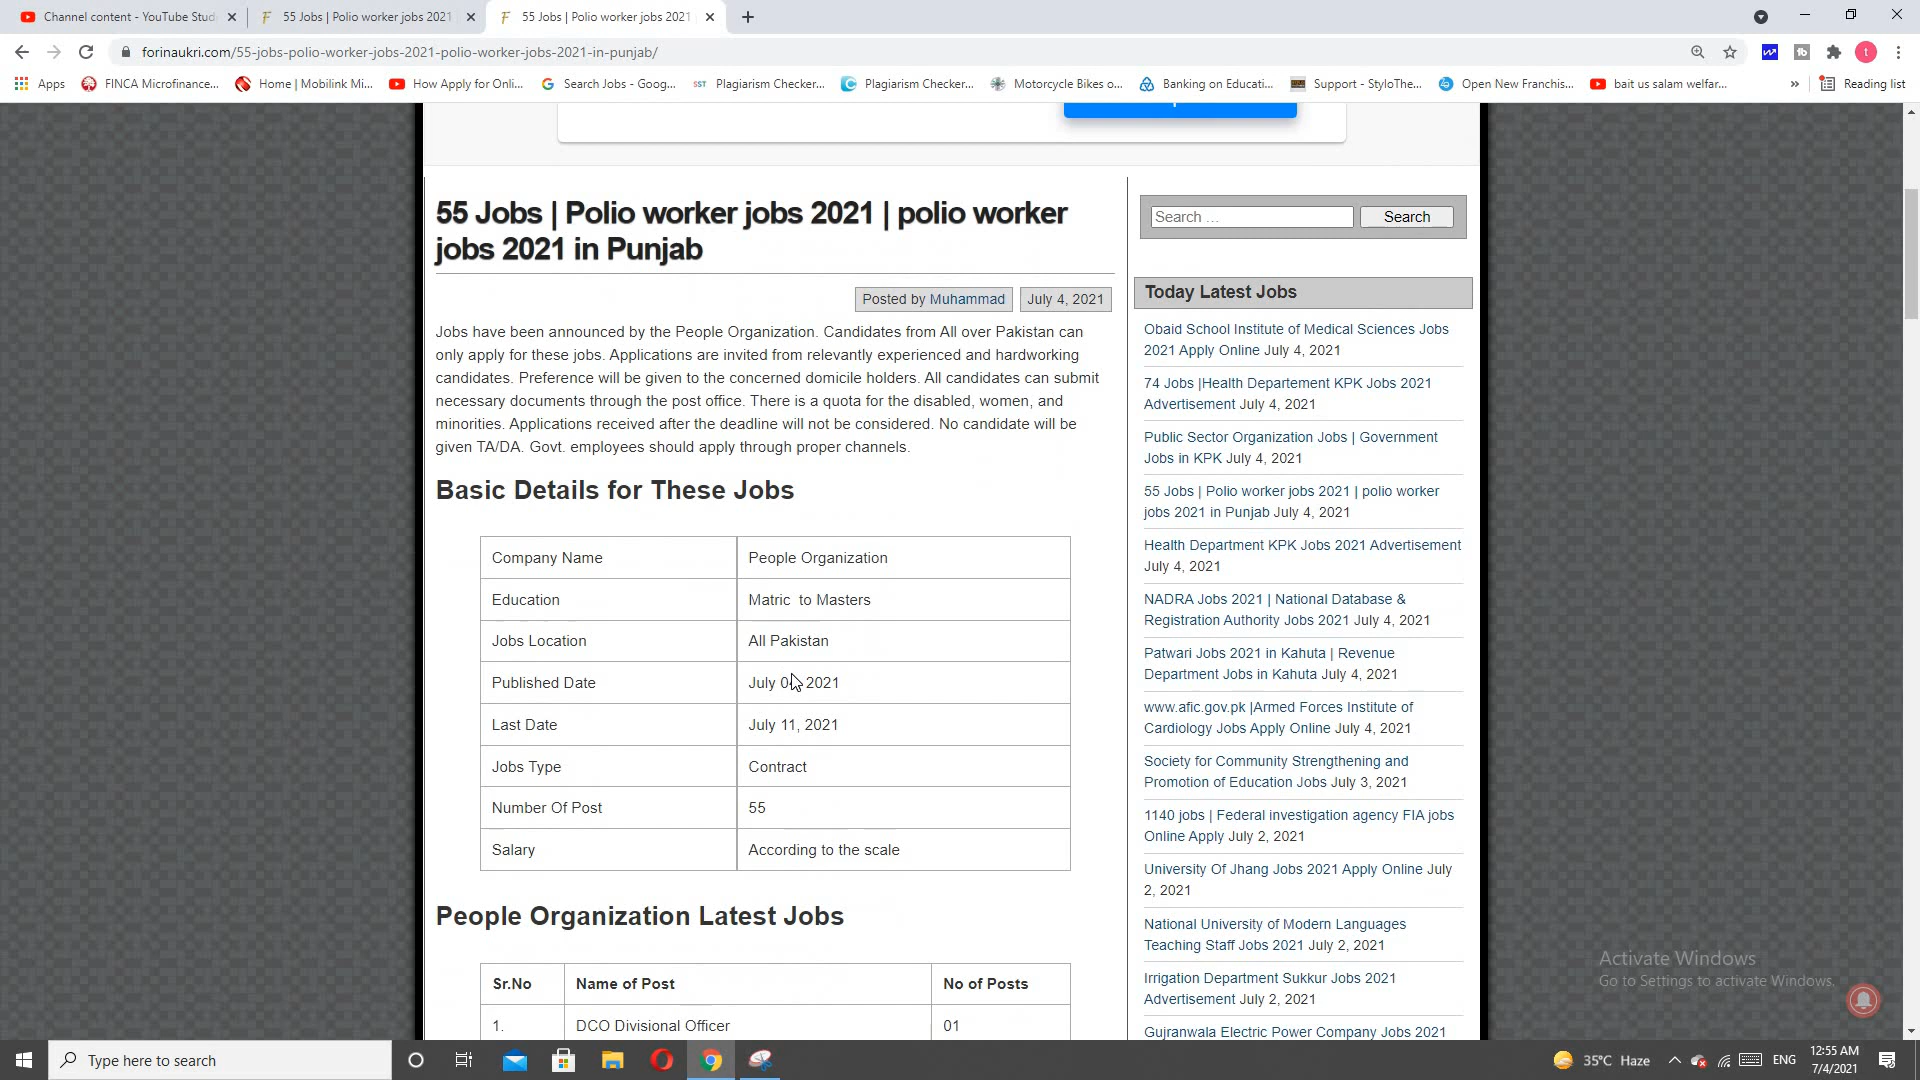 Channel content - YouTube Stud
55 Jobs | Polio worker jobs 2021
55 Jobs | Polio worker jobs 2021
forinaukri.com/55-jobs-polio-worker-jobs-2021-polio-worker-jobs-2021-in-punjab/
t
Apps
FINCA Microfinance...
Home | Mobilink Mi...
How Apply for Onli...
Search Jobs - Goog...
SST
Plagiarism Checker...
Plagiarism Checker...
Motorcycle Bikes o...
Banking on Educati...
Support - StyloThe...
Open New Franchis...
bait us salam welfar...
»
Reading list
55 Jobs | Polio worker jobs 2021 | polio worker
jobs 2021 in Punjab
Posted by Muhammad
July 4, 2021
Jobs have been announced by the People Organization. Candidates from All over Pakistan can
only apply for these jobs. Applications are invited from relevantly experienced and hardworking
candidates. Preference will be given to the concerned domicile holders. All candidates can submit
necessary documents through the post office. There is a quota for the disabled, women, and
minorities. Applications received after the deadline will not be considered. No candidate will be
given TA/DA. Govt. employees should apply through proper channels.
Basic Details for These Jobs
Company Name People Organization
Education Matric to Masters
Jobs Location All Pakistan
Published Date July 2021
Last Date July 11, 2021
Jobs Type Contract
Number Of Post 55
Salary According to the scale
People Organization Latest Jobs
Sr.No Name of Post No of Posts
1. DCO Divisional Officer 01
Search ...
Search
Today Latest Jobs
Obaid School Institute of Medical Sciences Jobs
2021 Apply Online July 4, 2021
74 Jobs |Health Departement KPK Jobs 2021
Advertisement July 4, 2021
Public Sector Organization Jobs | Government
Jobs in KPK July 4, 2021
55 Jobs | Polio worker jobs 2021 | polio worker
jobs 2021 in Punjab July 4, 2021
Health Department KPK Jobs 2021 Advertisement
July 4, 2021
NADRA Jobs 2021 | National Database &
Registration Authority Jobs 2021 July 4, 2021
Patwari Jobs 2021 in Kahuta | Revenue
Department Jobs in Kahuta July 4, 2021
www.afic.gov.pk |Armed Forces Institute of
Cardiology Jobs Apply Online July 4, 2021
Society for Community Strengthening and
Promotion of Education Jobs July 3, 2021
1140 jobs | Federal investigation agency FIA jobs
Online Apply July 2, 2021
University Of Jhang Jobs 2021 Apply Online July
2, 2021
National University of Modern Languages
Teaching Staff Jobs 2021 July 2, 2021
Irrigation Department Sukkur Jobs 2021
Advertisement July 2, 2021
Gujranwala Electric Power Company Jobs 2021
Activate Windows
Go to Settings to activate Windows.
Type here to search
35°C Haze
ENG
12:55 AM
7/4/2021